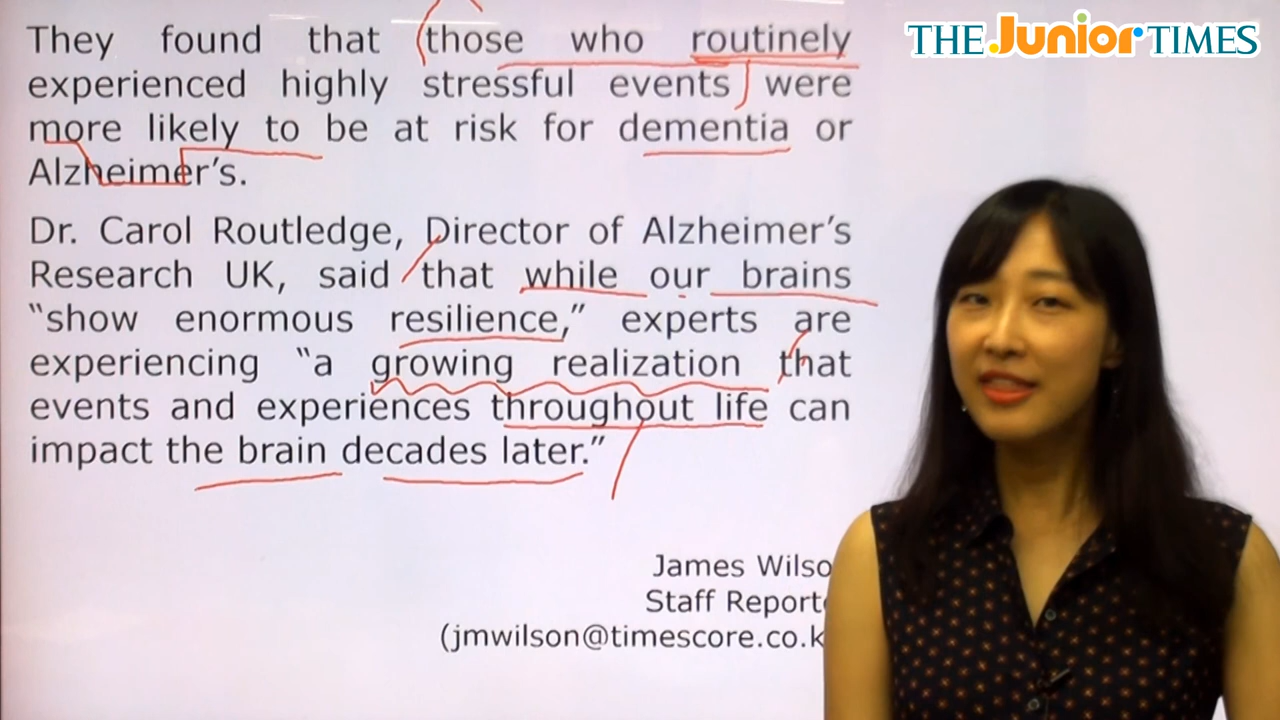 THE Junior TIMES
They found that those who routinely
experienced highly stressful events were
more likely to be at risk for dementia or
Alzheimer's.
Dr. Carol Routledge, Director of Alzheimer's
Research UK, said that while our brains
“show enormous resilience,” experts are
experiencing “a growing realization that
events and experiences throughout life can
impact the brain decades later.”
James Wilso
Staff Report
(jmwilson@timescore.co.k